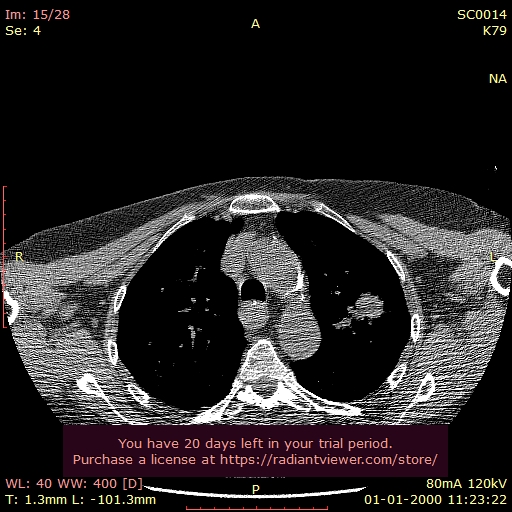 Im: 15/28
Se: 4
A
SC0014
K79
NA
R
L
You have 20 days left in your trial period.
Purchase a license at https://radiantviewer.com/store/
WL: 40 WW: 400 [D]
T: 1.3mm L: -101.3mm
P
80mA 120kV
01-01-2000 11:23:22